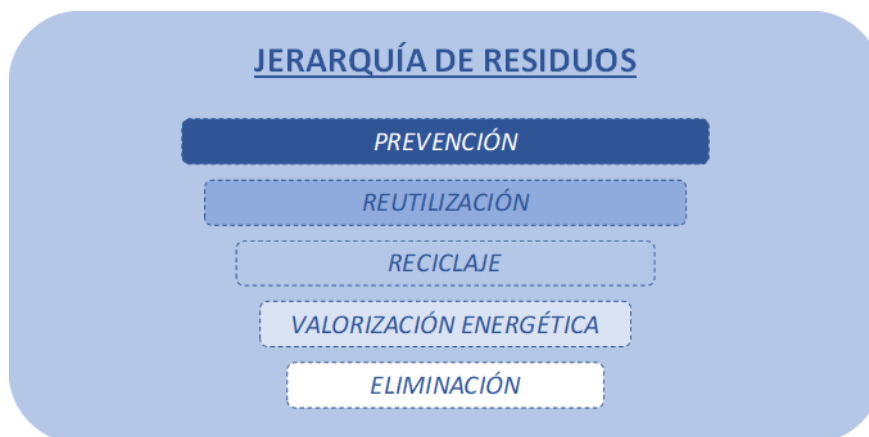 JERARQUÍA DE RESIDUOS
PREVENCIÓN
REUTILIZACIÓN
RECICLAJE
VALORIZACIÓN ENERGÉTICA
ELIMINACIÓN